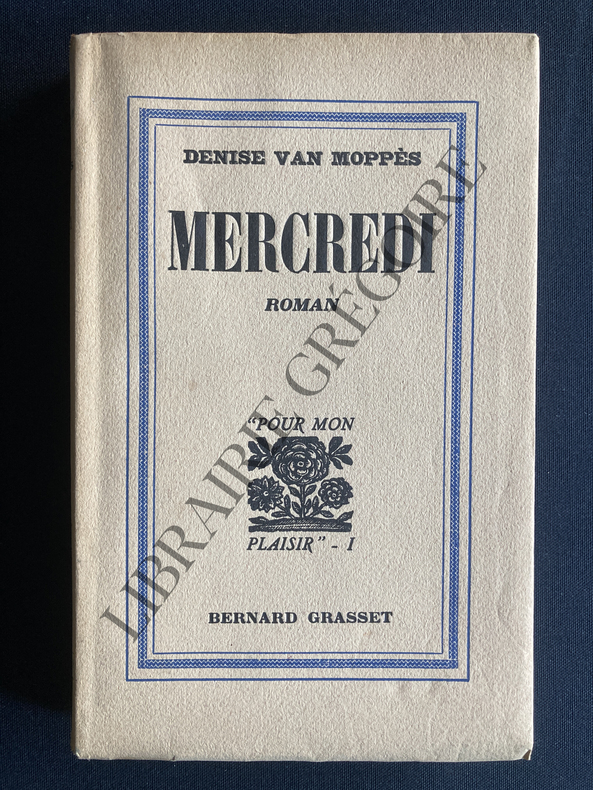 DENISE VAN MOPPÈS
MERCREDI
ROMAN
"POUR MON
PLAISIR" - I
BERNARD GRASSET
LIBRAIRIE GRÉGOIRE